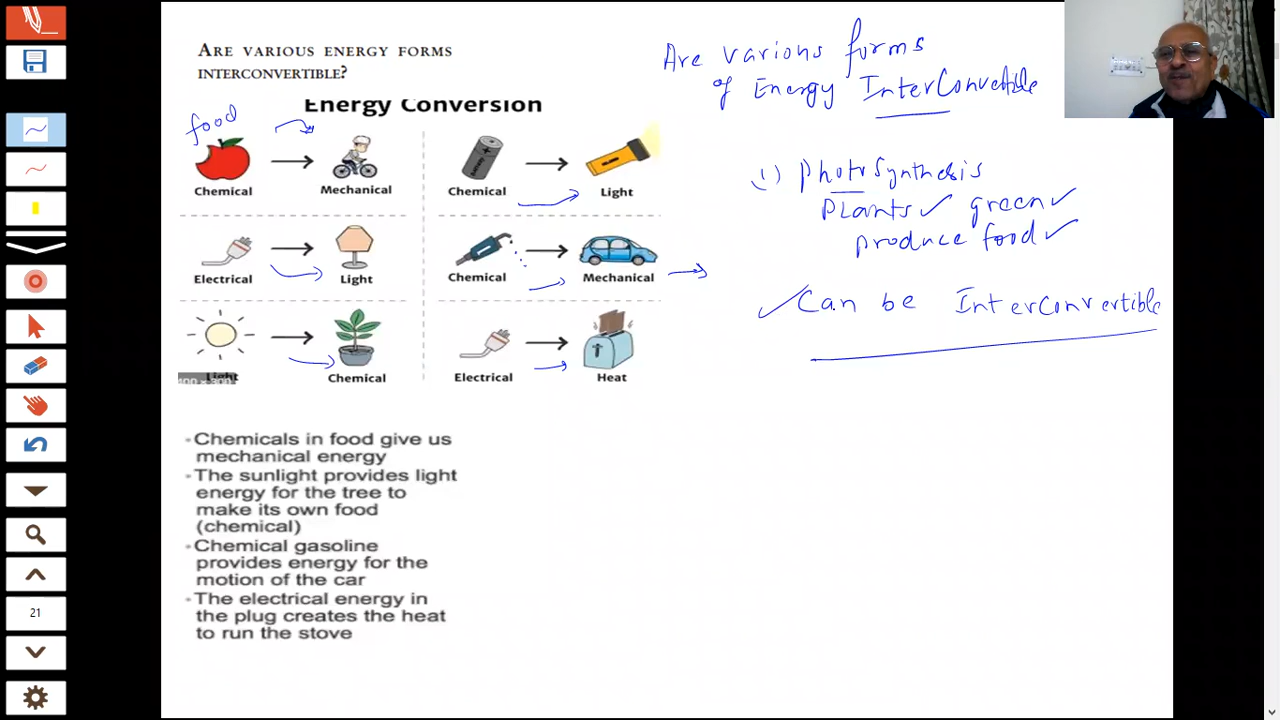 ARE VARIOUS ENERGY FORMS
INTERCONVERTIBLE?
Energy Conversion
food
Chemical
Mechanical
Chemical
Light
Electrical
Light
Chemical
Mechanical
Light
Chemical
Electrical
Heat
Chemicals in food give us
mechanical energy
The sunlight provides light
energy for the tree to
make its own food
(chemical)
Chemical gasoline
provides energy for the
motion of the car
The electrical energy in
the plug creates the heat
to run the stove
Are various forms
of Energy InterConvertible
(1) Photosynthesis
Plants ✓ green ✓
produce food ✓
✓ Can be InterConvertible
21